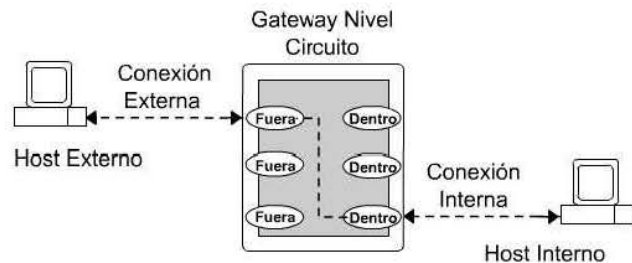 Gateway Nivel
Circuito
Conexión
Externa
Host Externo
Fuera
Dentro
Fuera
Dentro
Fuera
Dentro
Conexión
Interna
Host Interno